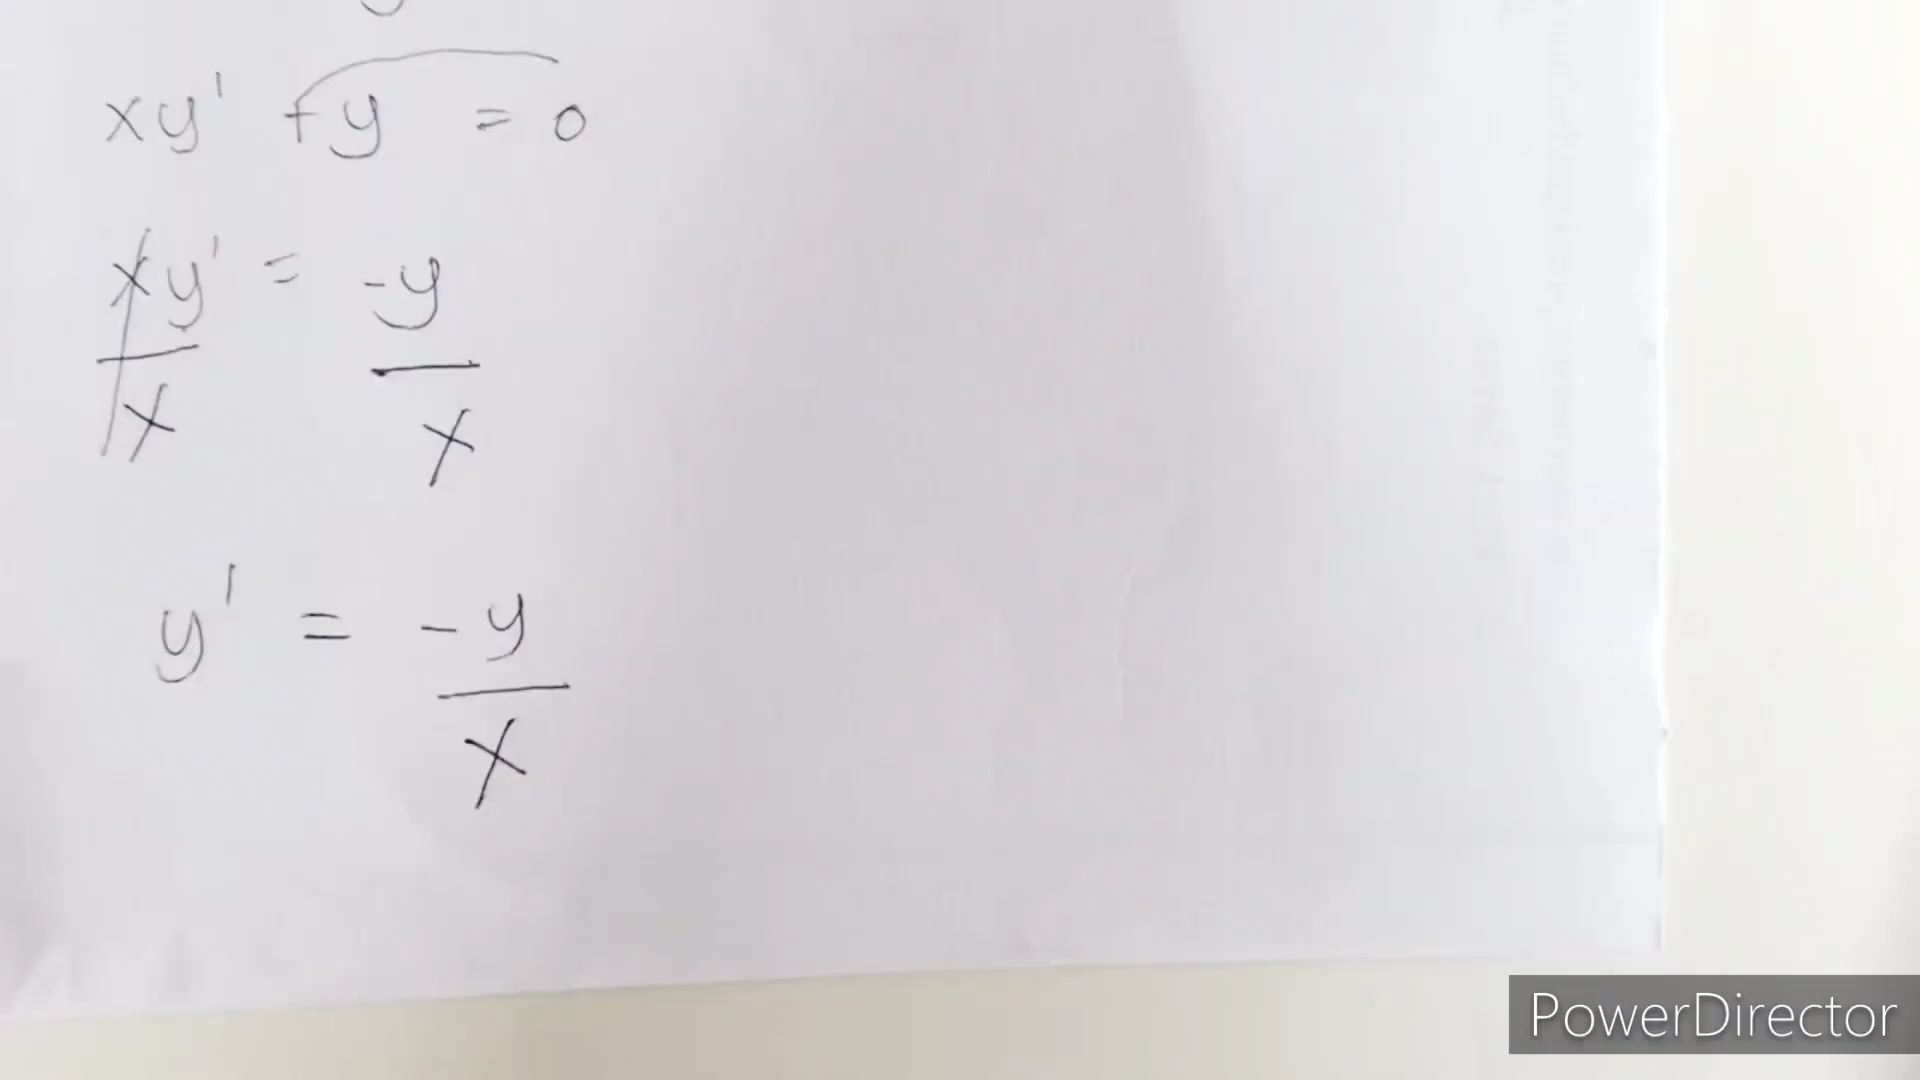 xy' + y = 0
xy' = -y
x x
y' = -y
x
PowerDirector